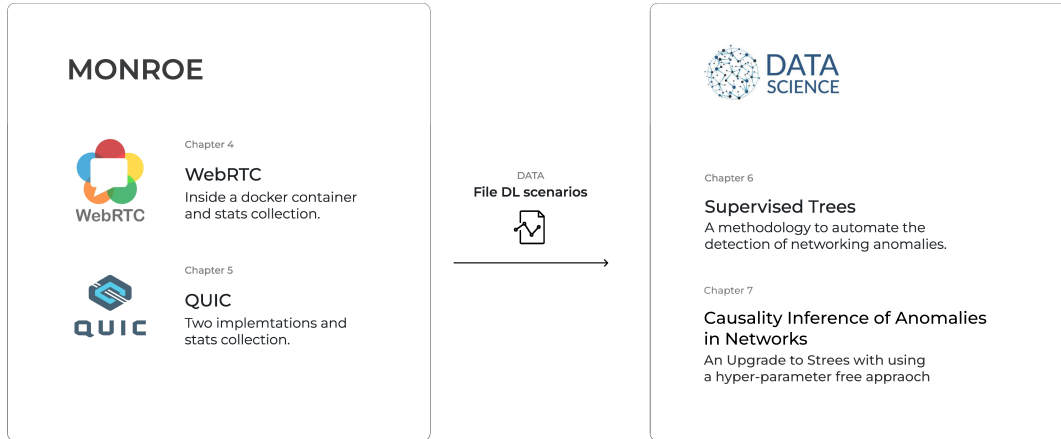 MONROE
WebRTC
Chapter 4
WebRTC
Inside a docker container
and stats collection.
QUIC
Chapter 5
QUIC
Two implemtations and
stats collection.
DATA
File DL scenarios
DATA
SCIENCE
Chapter 6
Supervised Trees
A methodology to automate the
detection of networking anomalies.
Chapter 7
Causality Inference of Anomalies
in Networks
An Upgrade to Strees with using
a hyper-parameter free appraoch